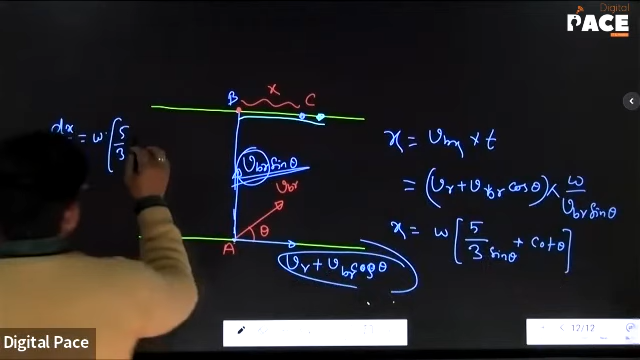 Digital
PACE
x
B
C
dx = w · [ 5/3
v_br sinθ
v_br
θ
A
v_r + v_br cosθ
x = v_bx × t
= (v_r + v_br cosθ) × w / v_br sinθ
x = w [ 5 / 3 sinθ + cotθ ]
12/12
Digital Pace